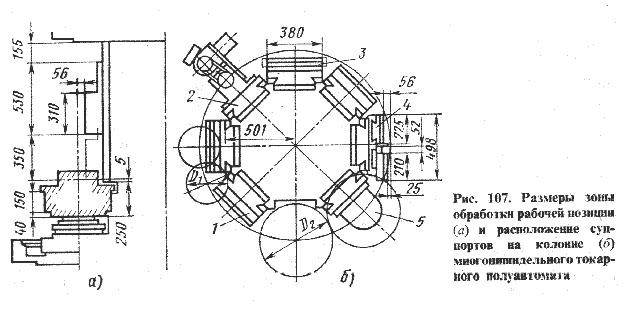 155
56
530
310
350
5
150
40
250
а)
380
3
56
2
4
501
225
52
498
210
25
D₁
1
D₂
5
б)
Рис. 107. Размеры зоны
обработки рабочей позиции
(а) и расположение суп-
портов на колонне (б)
многошпиндельного токар-
ного полуавтомата